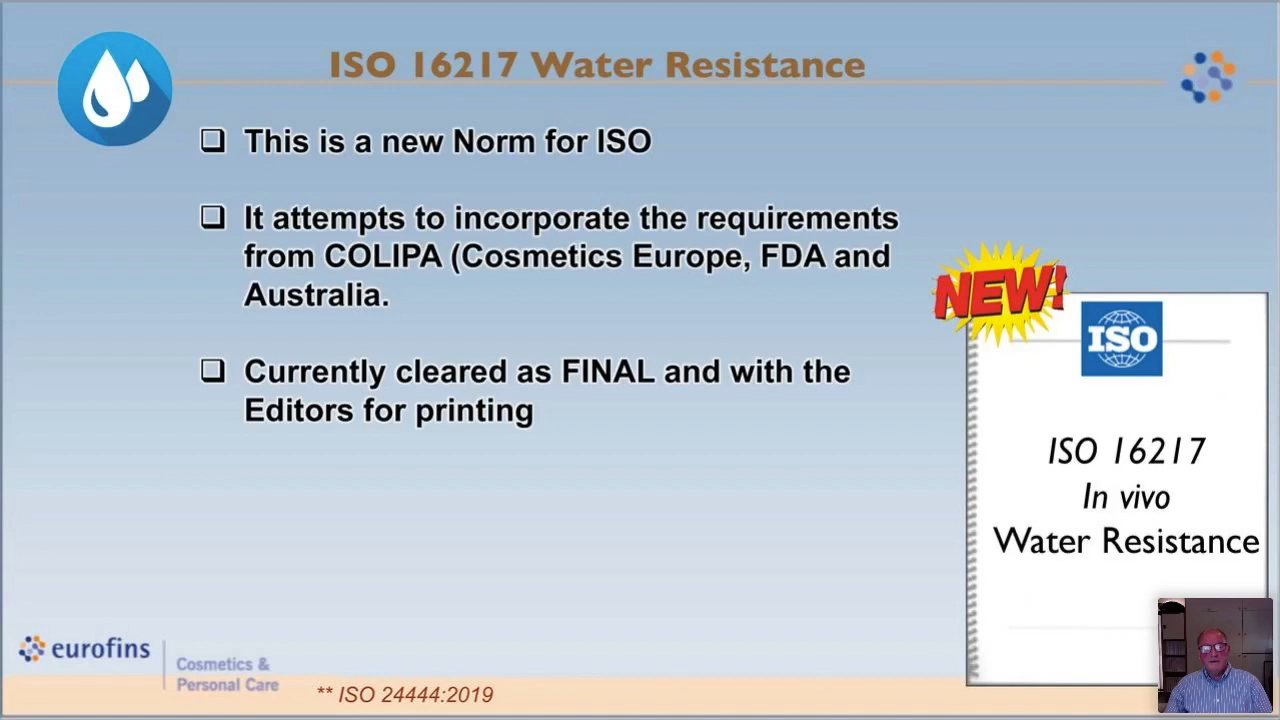 ISO 16217 Water Resistance
❑ This is a new Norm for ISO
❑ It attempts to incorporate the requirements
from COLIPA (Cosmetics Europe, FDA and
Australia.
❑ Currently cleared as FINAL and with the
Editors for printing
NEW!
ISO
ISO 16217
In vivo
Water Resistance
eurofins
Cosmetics &
Personal Care
** ISO 24444:2019